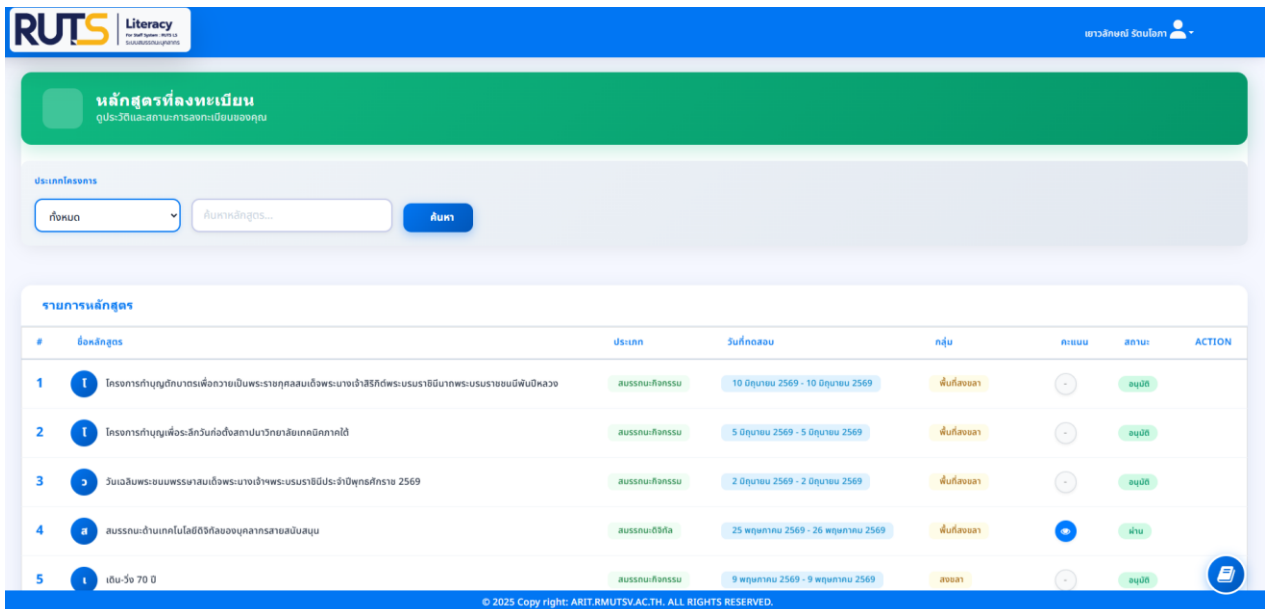 RUTS Literacy
For Staff System : RUTS LS
ระบบสมรรถนะบุคลากร
เยาวลักษณ์ รัตนโอภา
หลักสูตรที่ลงทะเบียน
ดูประวัติและสถานะการลงทะเบียนของคุณ
ประเภทโครงการ
ทั้งหมด ค้นหาหลักสูตร... ค้นหา
รายการหลักสูตร
# ชื่อหลักสูตร ประเภท วันที่ทดสอบ กลุ่ม คะแนน สถานะ ACTION
1 โ โครงการทำบุญตักบาตรเพื่อถวายเป็นพระราชกุศลสมเด็จพระนางเจ้าสิริกิติ์พระบรมราชินีนาถพระบรมราชชนนีพันปีหลวง สมรรถนะกิจกรรม 10 มิถุนายน 2569 - 10 มิถุนายน 2569 พื้นที่สงขลา - อนุมัติ
2 โ โครงการทำบุญเพื่อระลึกวันก่อตั้งสถาปนาวิทยาลัยเทคนิคภาคใต้ สมรรถนะกิจกรรม 5 มิถุนายน 2569 - 5 มิถุนายน 2569 พื้นที่สงขลา - อนุมัติ
3 ว วันเฉลิมพระชนมพรรษาสมเด็จพระนางเจ้าฯพระบรมราชินีประจำปีพุทธศักราช 2569 สมรรถนะกิจกรรม 2 มิถุนายน 2569 - 2 มิถุนายน 2569 พื้นที่สงขลา - อนุมัติ
4 ส สมรรถนะด้านเทคโนโลยีดิจิทัลของบุคลากรสายสนับสนุน สมรรถนะดิจิทัล 25 พฤษภาคม 2569 - 26 พฤษภาคม 2569 พื้นที่สงขลา ผ่าน
5 เ เดิน-วิ่ง 70 ปี สมรรถนะกิจกรรม 9 พฤษภาคม 2569 - 9 พฤษภาคม 2569 สงขลา - อนุมัติ
© 2025 Copy right: ARIT.RMUTSV.AC.TH. ALL RIGHTS RESERVED.